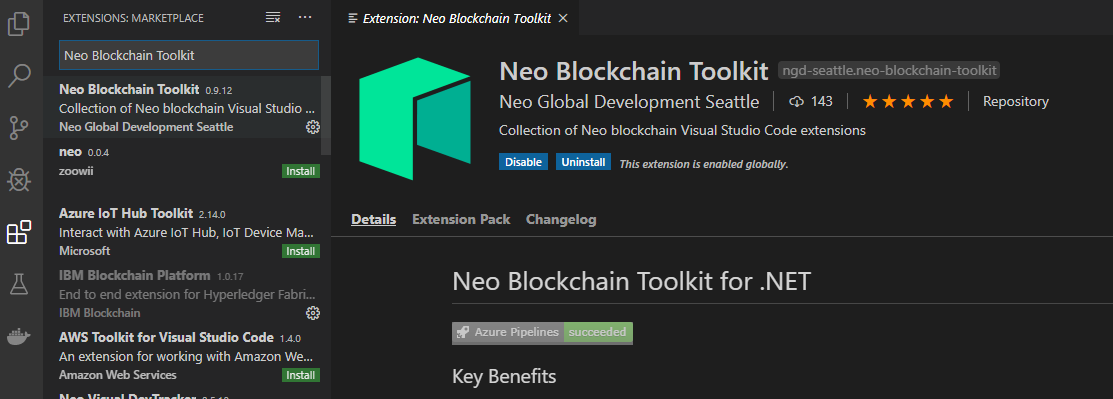 EXTENSIONS: MARKETPLACE
Neo Blockchain Toolkit
Neo Blockchain Toolkit 0.9.12
Collection of Neo blockchain Visual Studio ...
Neo Global Development Seattle
neo 0.0.4
zoowii
Install
Azure IoT Hub Toolkit 2.14.0
Interact with Azure IoT Hub, IoT Device Ma...
Microsoft
Install
IBM Blockchain Platform 1.0.17
End to end extension for Hyperledger Fabri...
IBM Blockchain
AWS Toolkit for Visual Studio Code 1.4.0
An extension for working with Amazon We...
Amazon Web Services
Install
Neo Visual DevTracker 0.5.10
Extension: Neo Blockchain Toolkit
Neo Blockchain Toolkit ngd-seattle.neo-blockchain-toolkit
Neo Global Development Seattle 143 Repository
Collection of Neo blockchain Visual Studio Code extensions
Disable Uninstall This extension is enabled globally.
Details Extension Pack Changelog
Neo Blockchain Toolkit for .NET
Azure Pipelines succeeded
Key Benefits